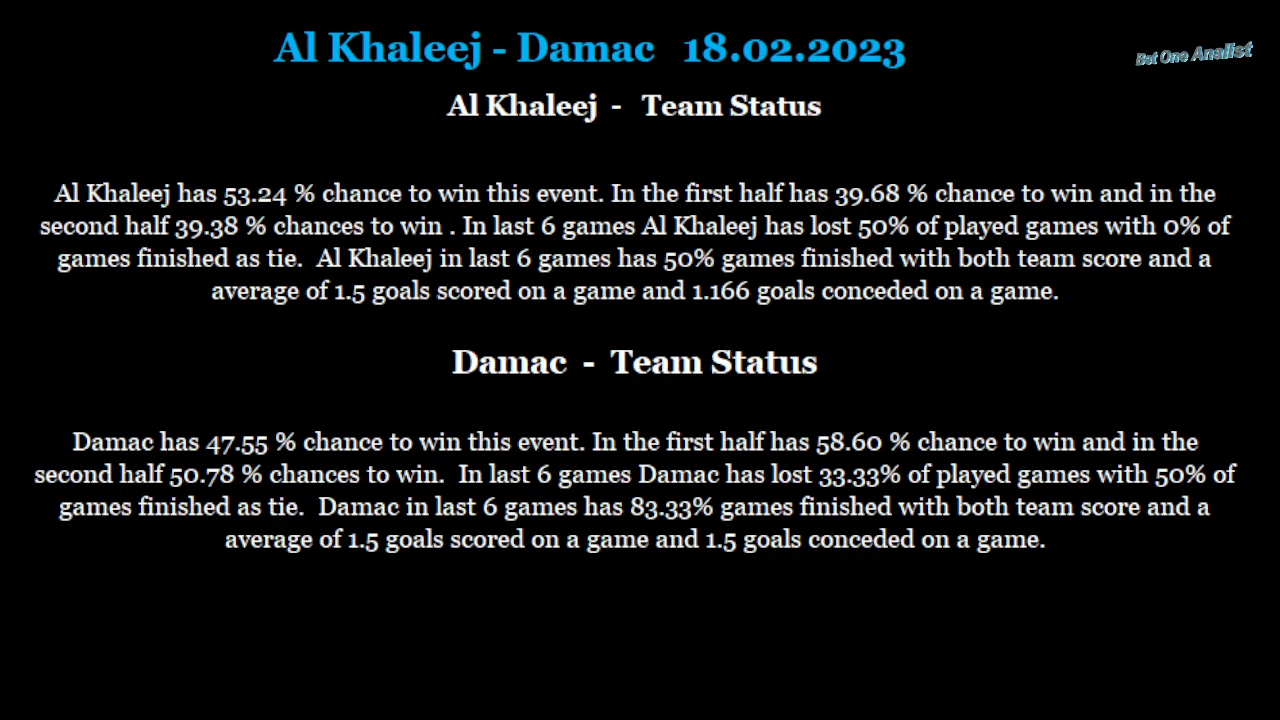 Al Khaleej - Damac 18.02.2023
Bet One Analist
Al Khaleej - Team Status
Al Khaleej has 53.24 % chance to win this event. In the first half has 39.68 % chance to win and in the
second half 39.38 % chances to win . In last 6 games Al Khaleej has lost 50% of played games with 0% of
games finished as tie. Al Khaleej in last 6 games has 50% games finished with both team score and a
average of 1.5 goals scored on a game and 1.166 goals conceded on a game.
Damac - Team Status
Damac has 47.55 % chance to win this event. In the first half has 58.60 % chance to win and in the
second half 50.78 % chances to win. In last 6 games Damac has lost 33.33% of played games with 50% of
games finished as tie. Damac in last 6 games has 83.33% games finished with both team score and a
average of 1.5 goals scored on a game and 1.5 goals conceded on a game.